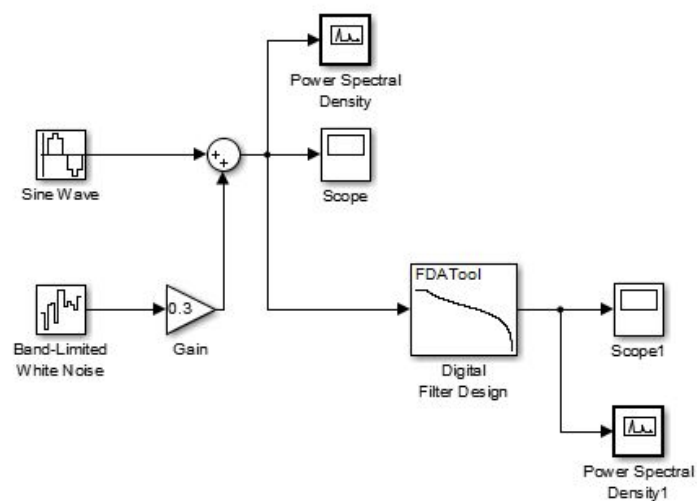 Power Spectral
Density
+
+
Sine Wave
Scope
FDATool
0.3
Band-Limited
White Noise
Gain
Digital
Filter Design
Scope1
Power Spectral
Density1